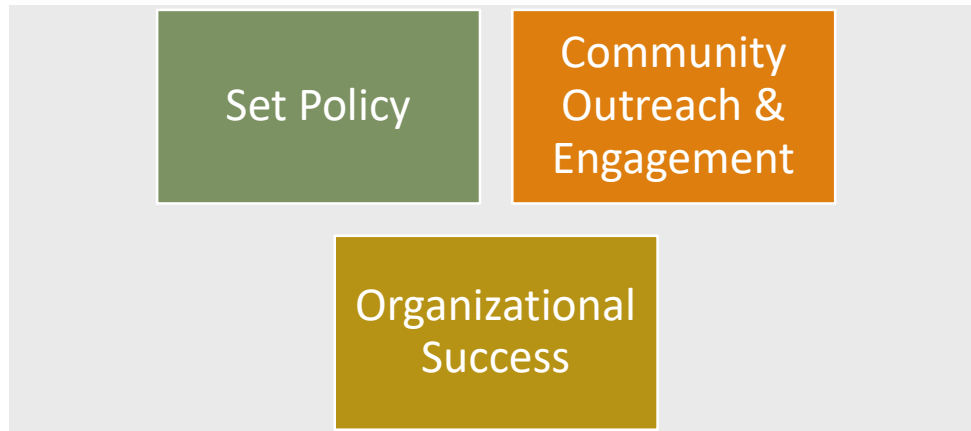 Set Policy
Community
Outreach &
Engagement
Organizational
Success